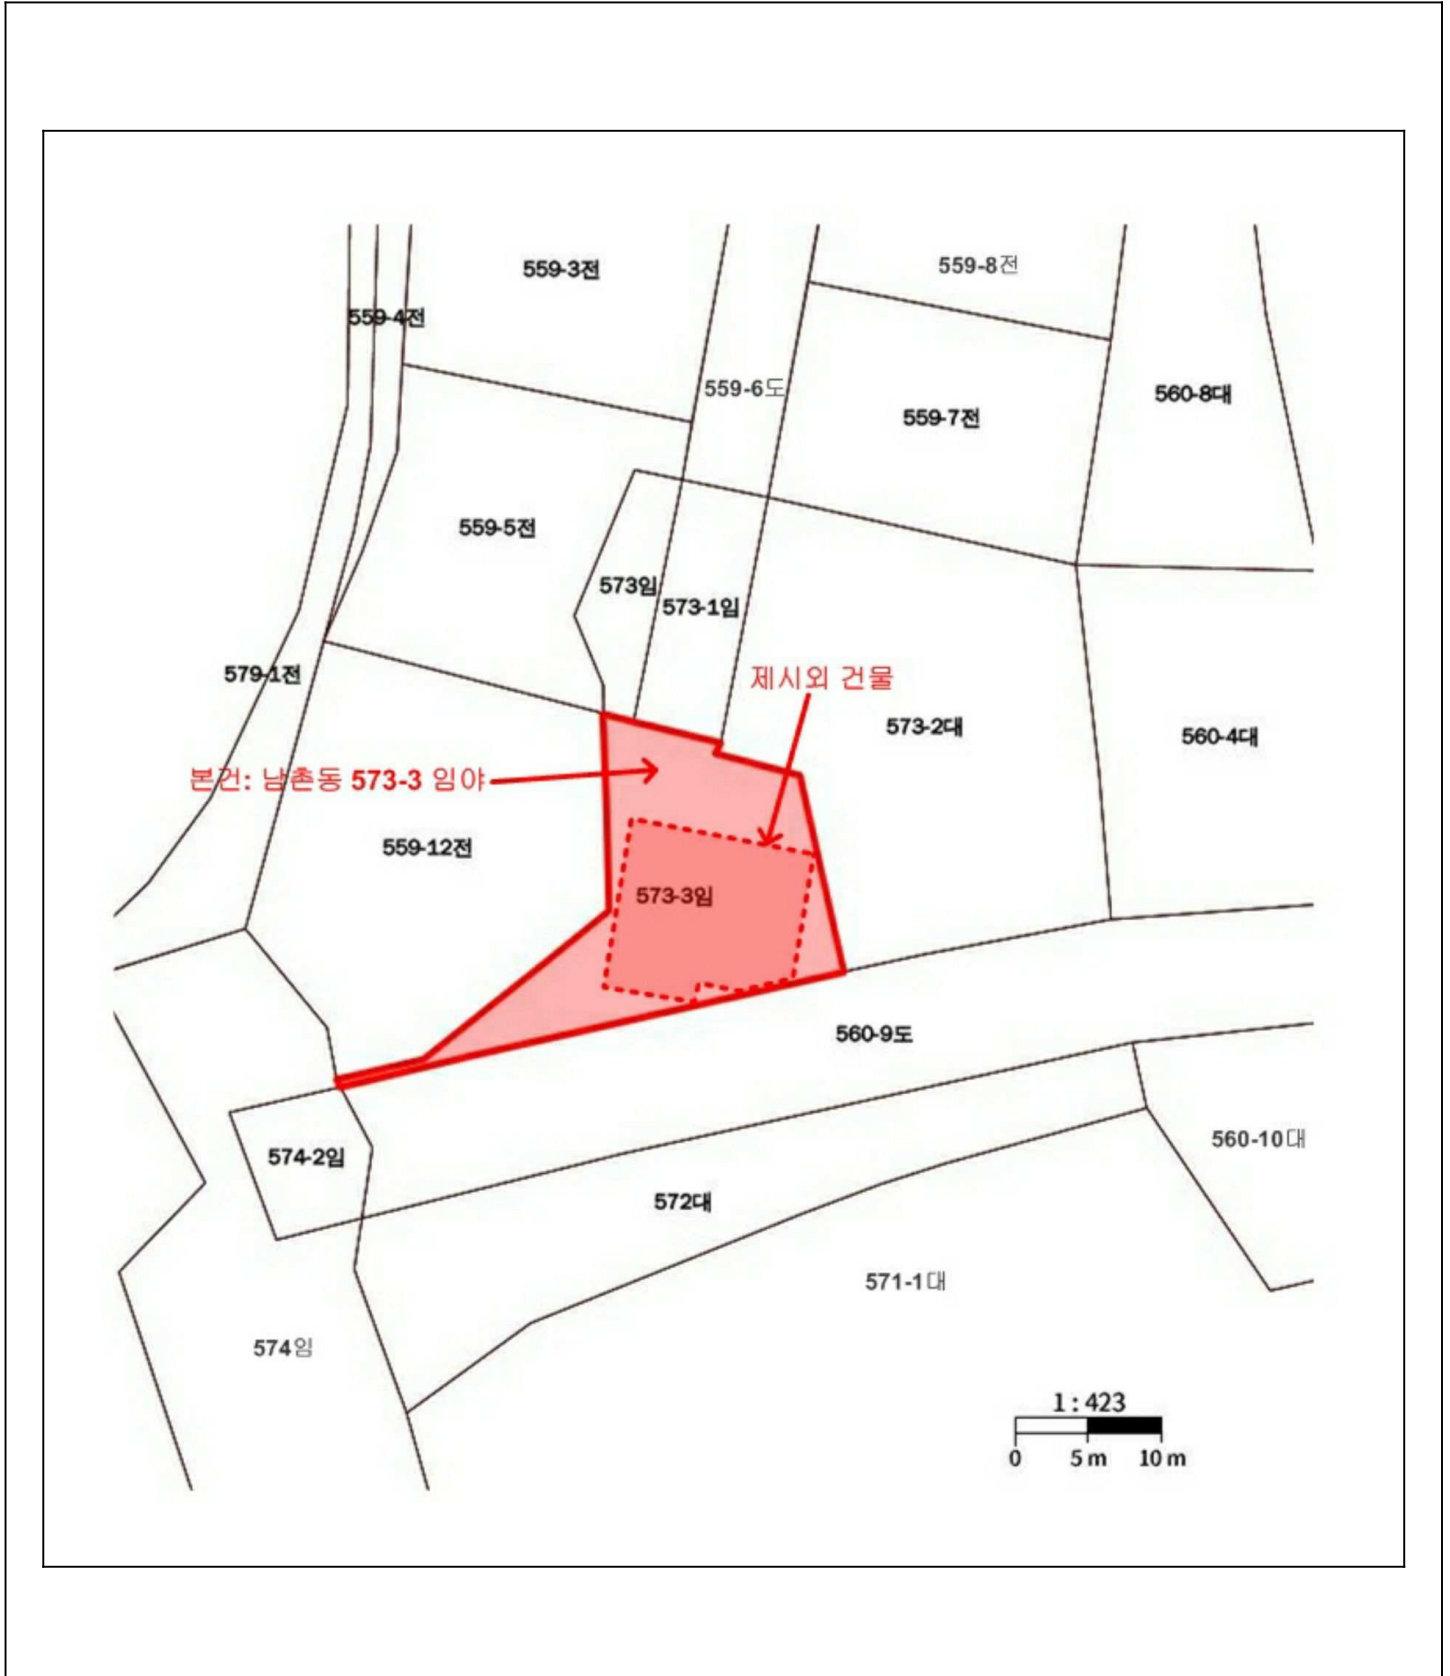 559-3전
559-8전
559-4전
559-6도
560-8대
559-7전
559-5전
573임
573-1임
579-1전
제시외 건물
573-2대
560-4대
본건: 남촌동 573-3 임야
559-12전
573-3임
560-9도
560-10대
574-2임
572대
571-1대
574임
1 : 423
0 5 m 10 m